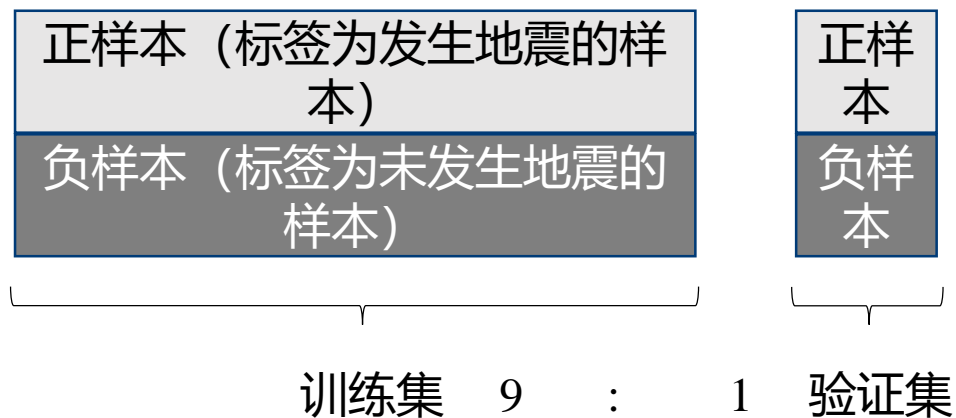 正样本（标签为发生地震的样
本）
正样
本
负样本（标签为未发生地震的
样本）
负样
本
训练集 9 : 1 验证集